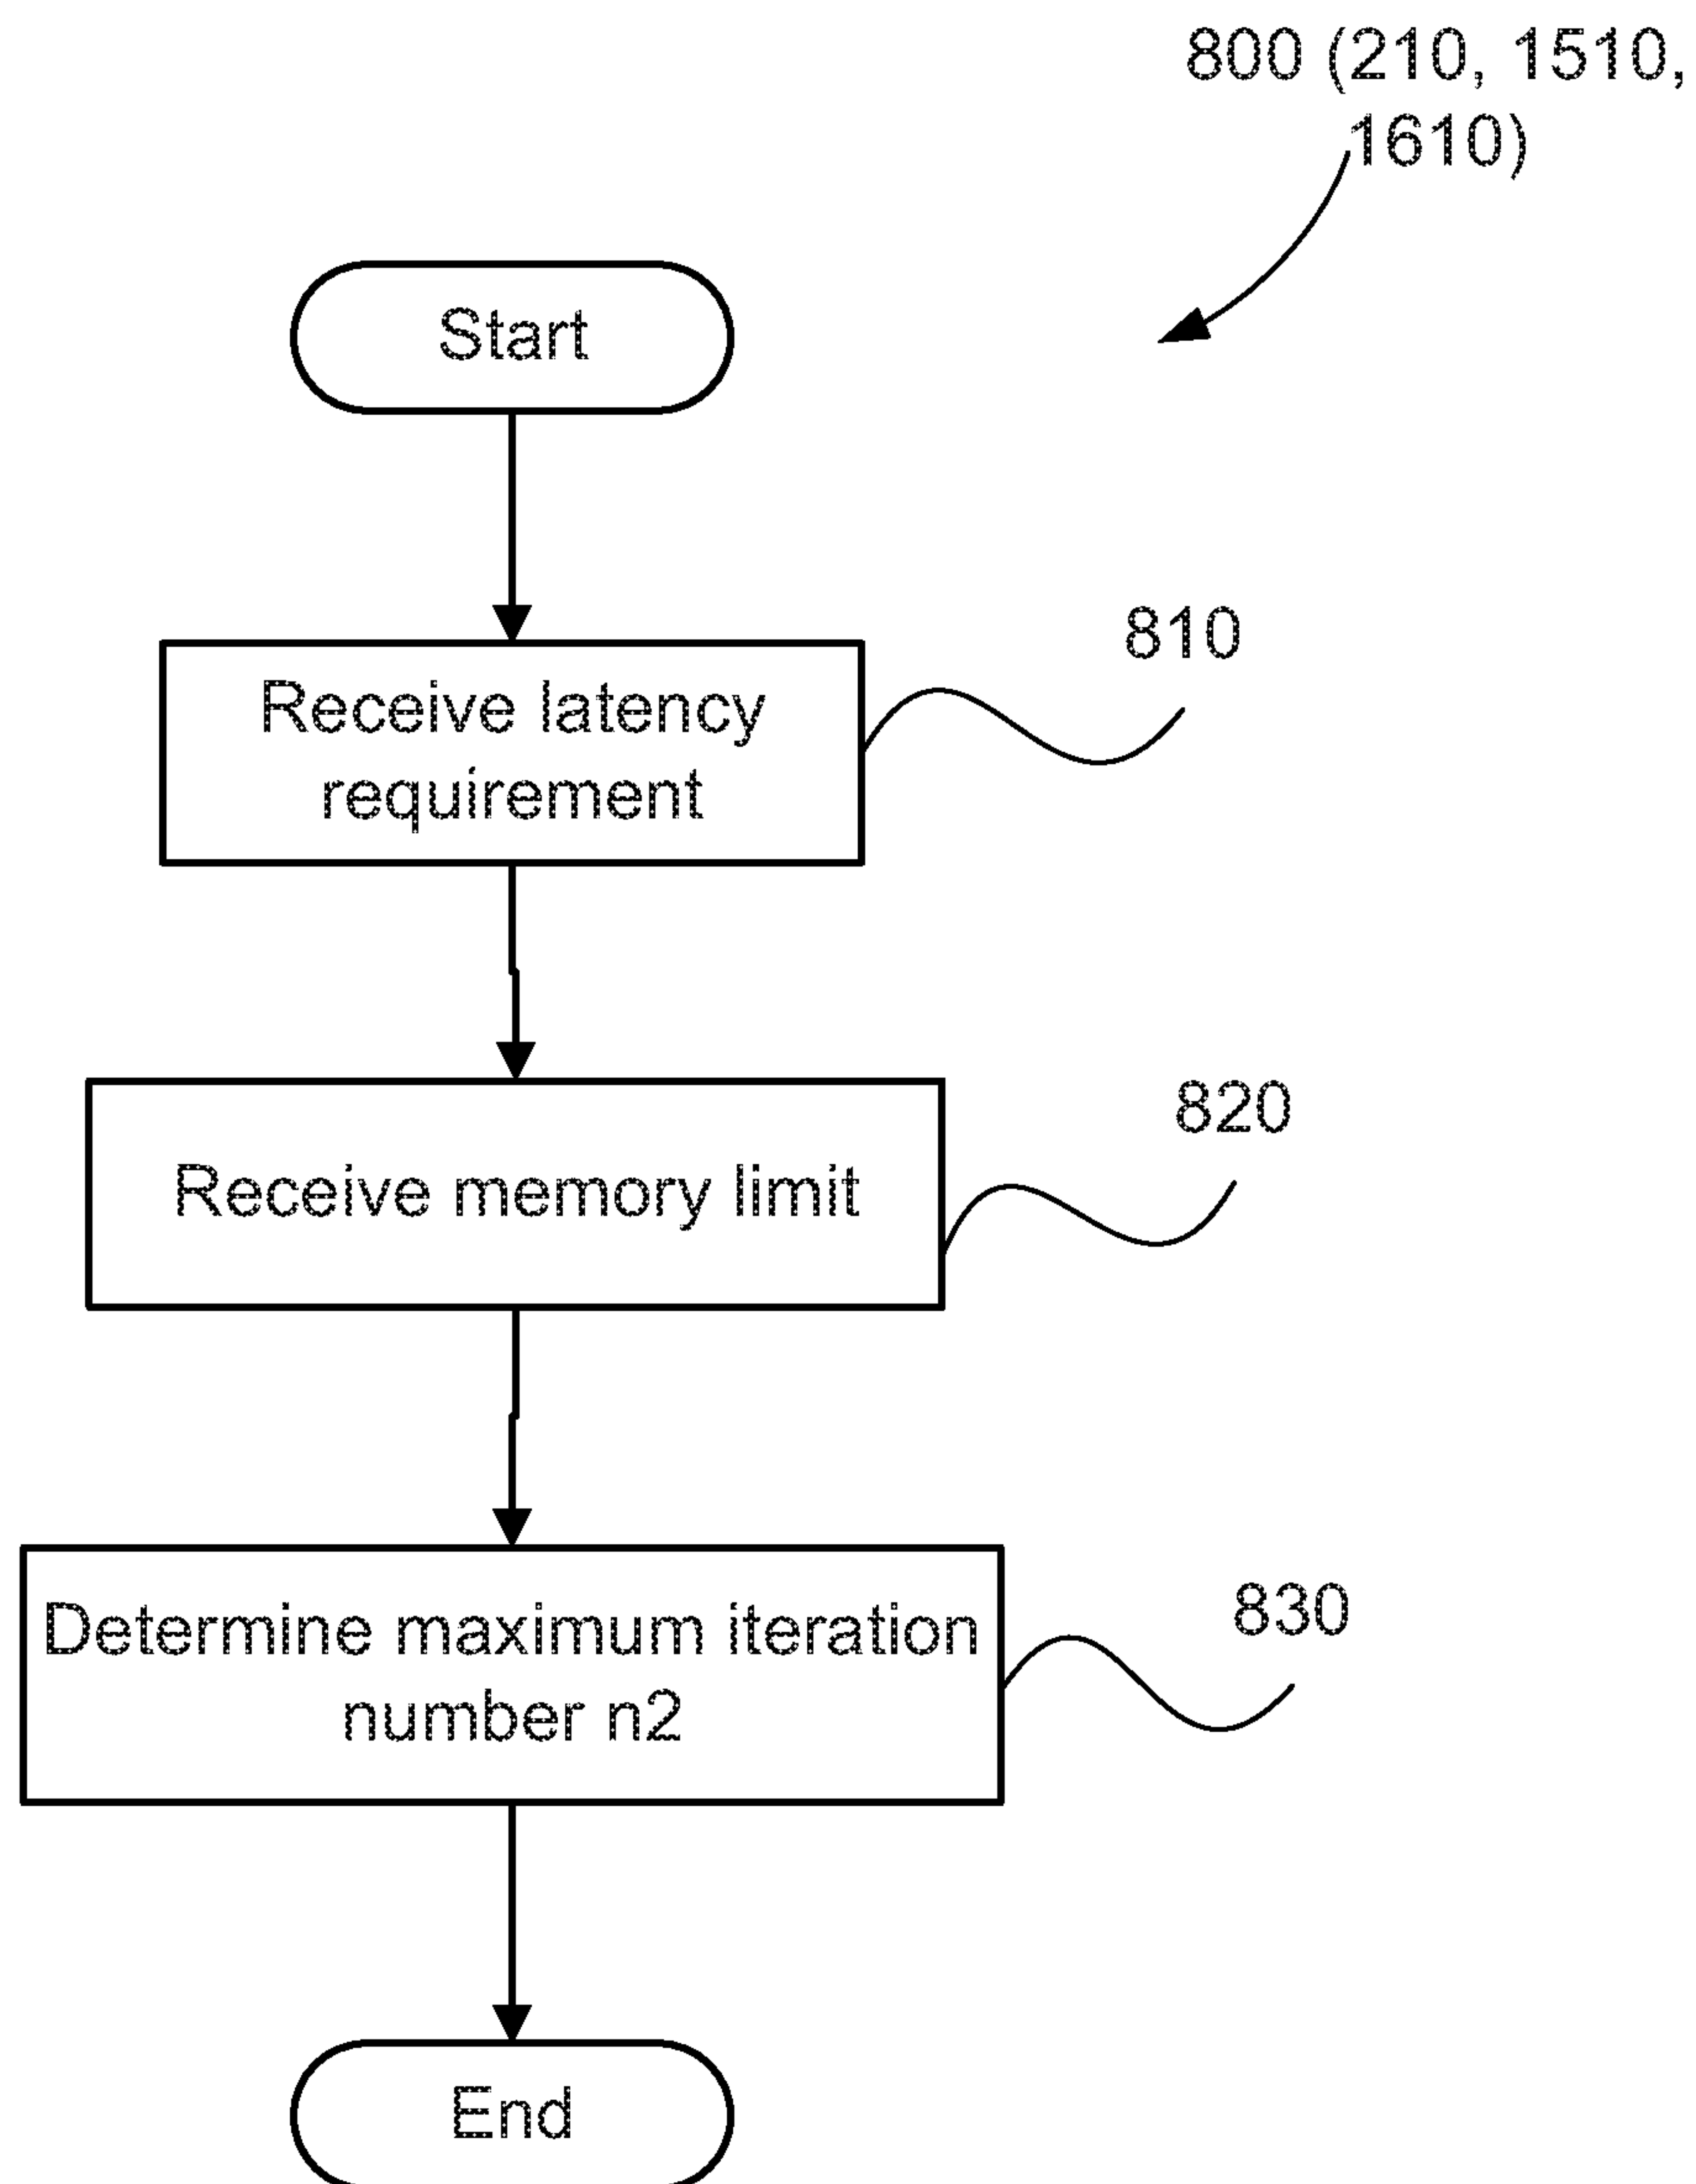 800 (210, 1510,
1610)
Start
810
Receive latency
requirement
820
Receive memory limit
830
Determine maximum iteration
number n2
End